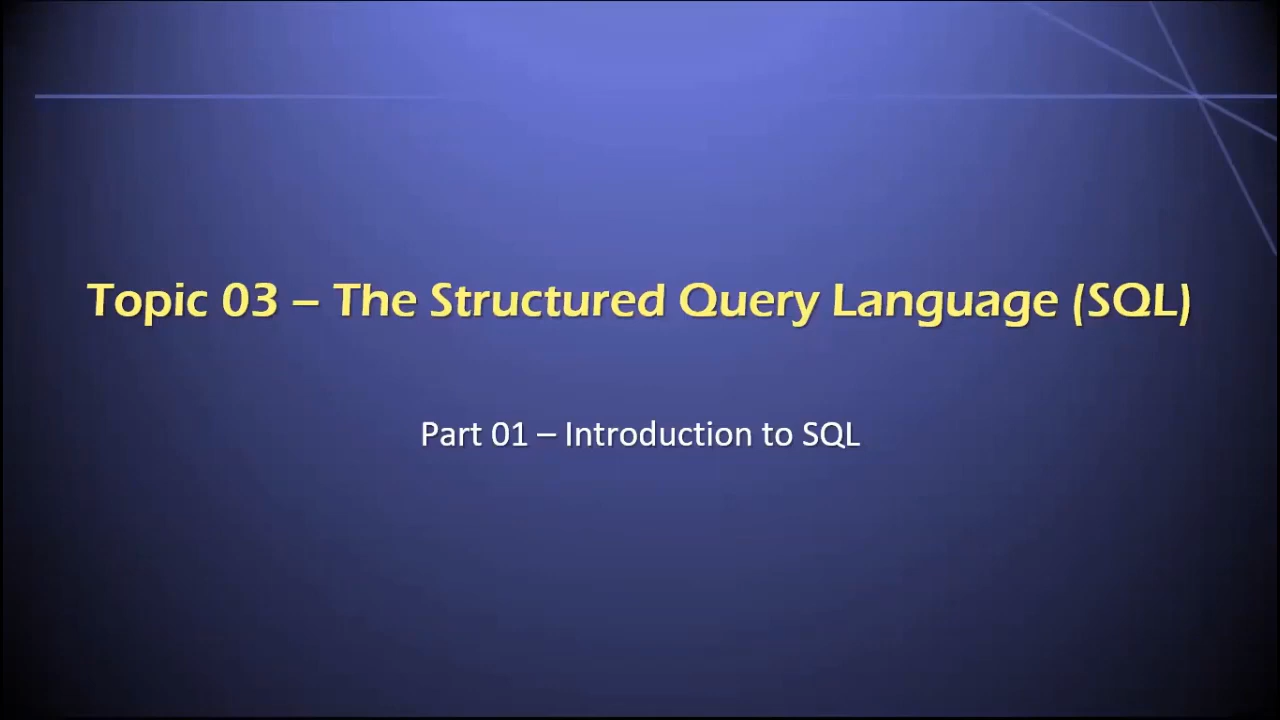 Topic 03 – The Structured Query Language (SQL)
Part 01 – Introduction to SQL